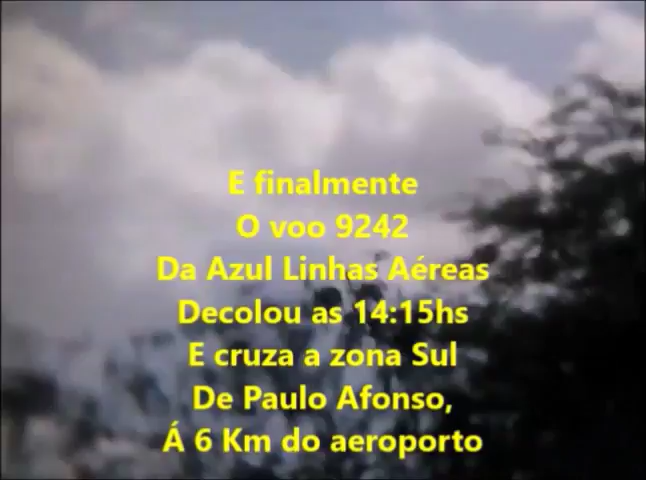 E finalmente
O voo 9242
Da Azul Linhas Aéreas
Decolou as 14:15hs
E cruza a zona Sul
De Paulo Afonso,
Á 6 Km do aeroporto